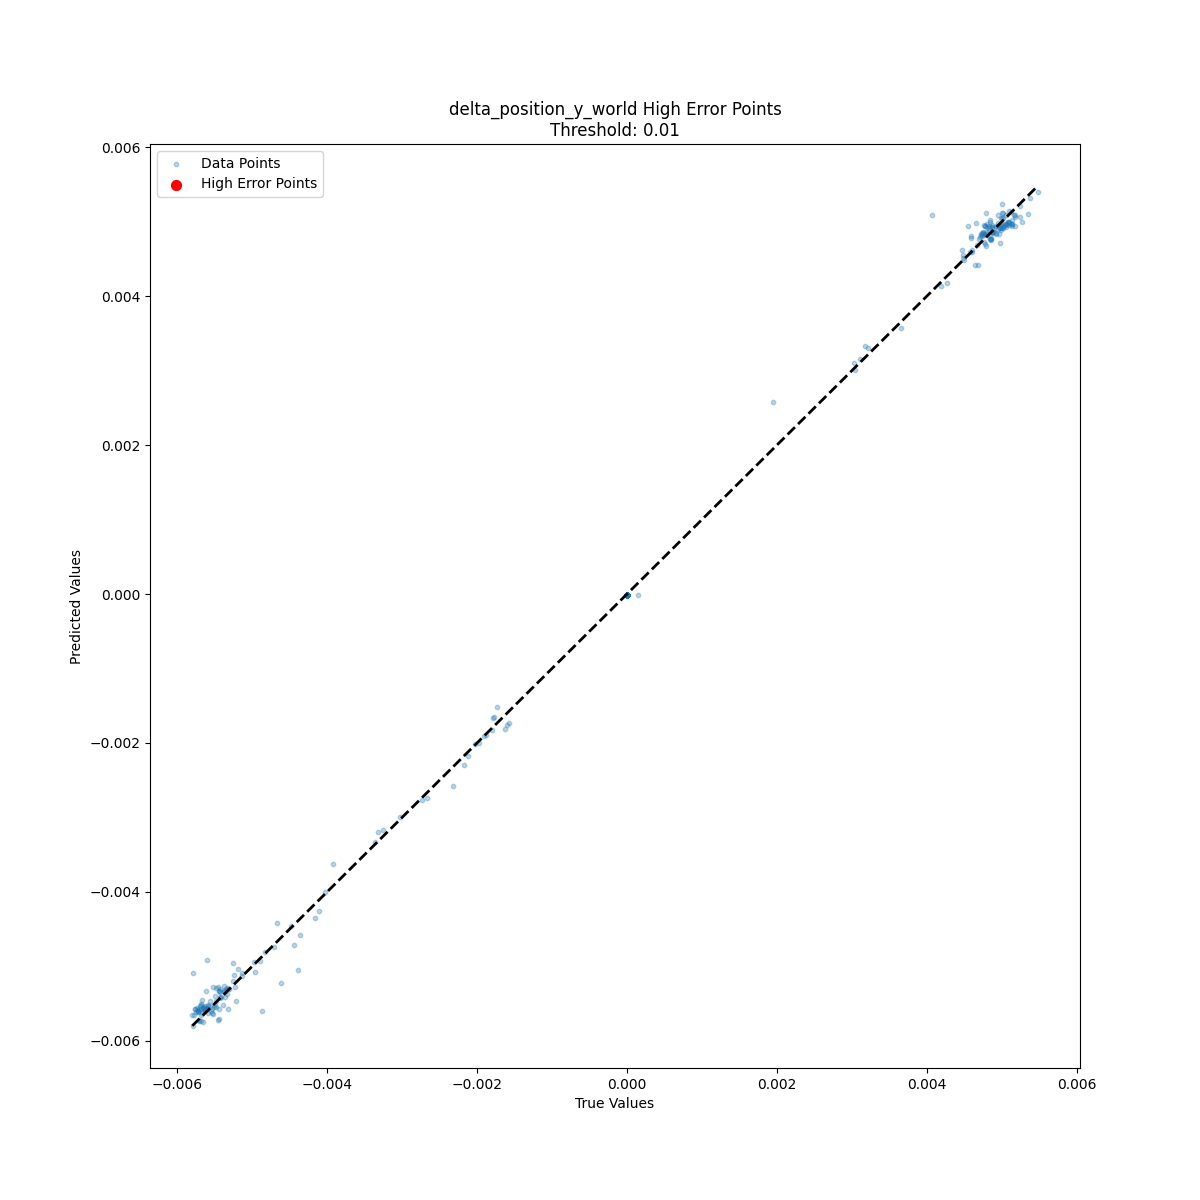 delta_position_y_world High Error Points
Threshold: 0.01
Data Points
High Error Points
0.006
0.004
0.002
0.000
−0.002
−0.004
−0.006
Predicted Values
−0.006
−0.004
−0.002
0.000
0.002
0.004
0.006
True Values